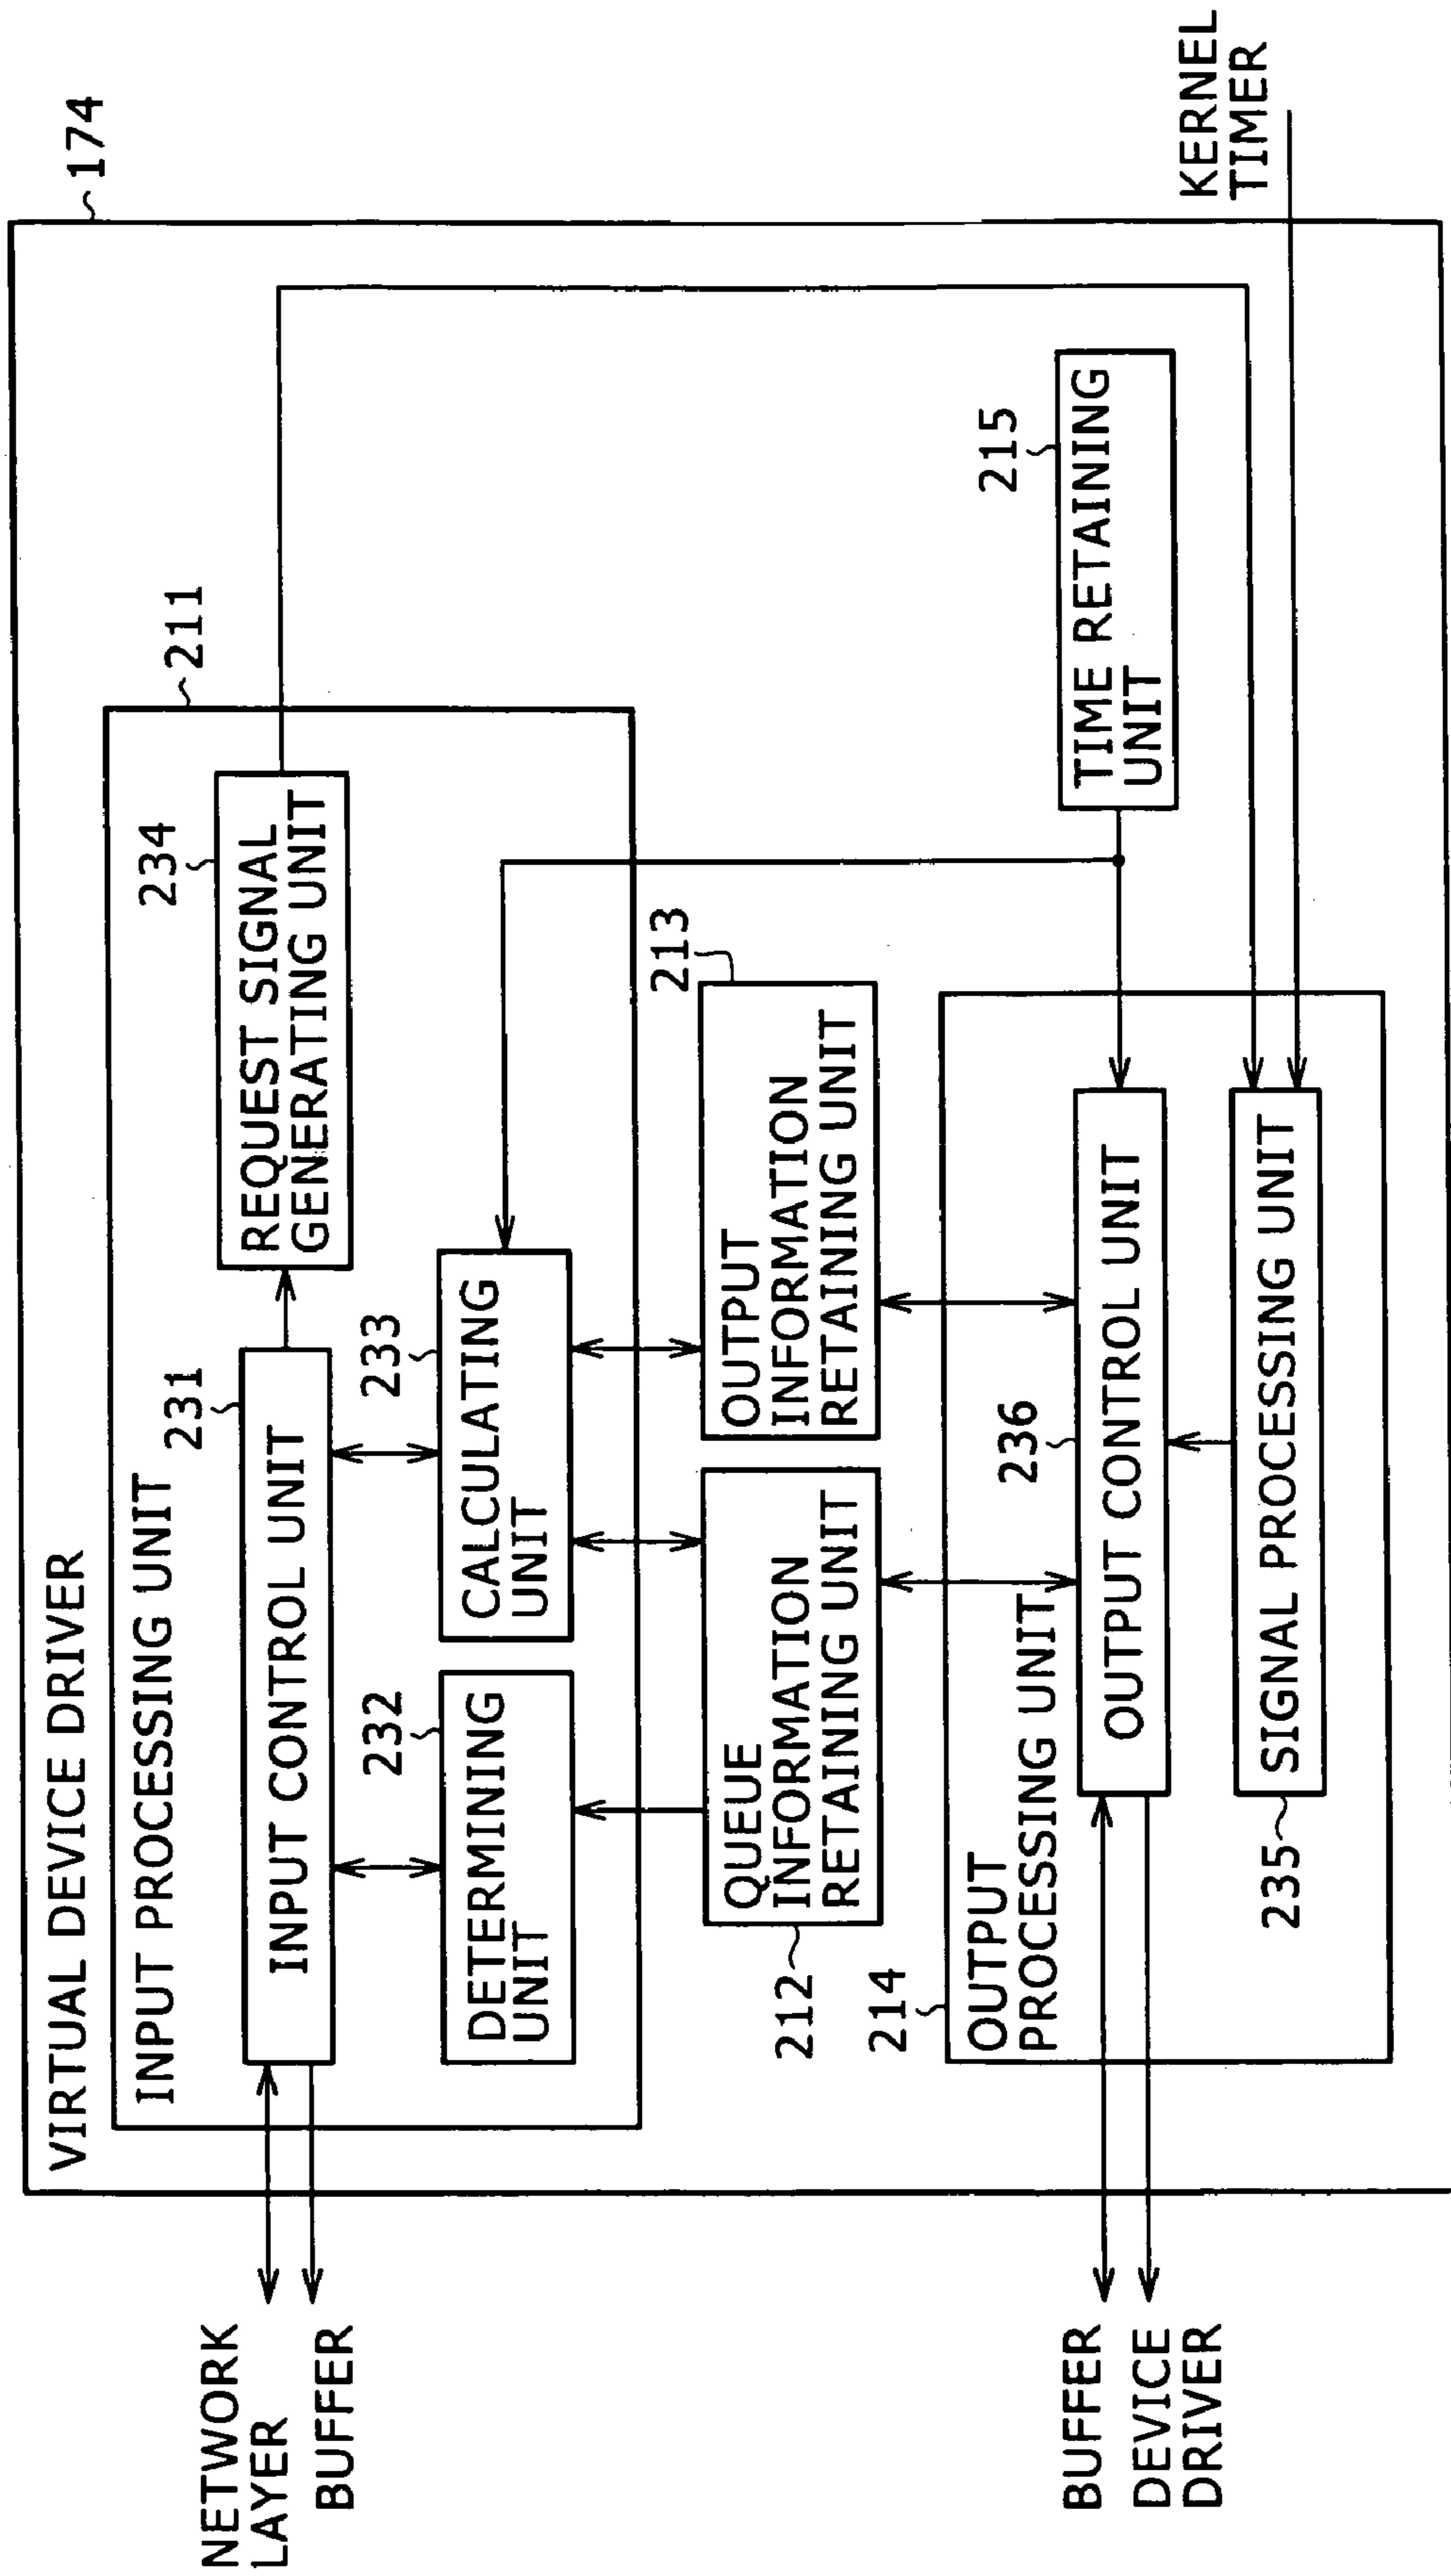 VIRTUAL DEVICE DRIVER
174
INPUT PROCESSING UNIT
211
NETWORK
LAYER
BUFFER
INPUT CONTROL UNIT
231
REQUEST SIGNAL
GENERATING UNIT
234
DETERMINING
UNIT
232
CALCULATING
UNIT
233
QUEUE
INFORMATION
RETAINING UNIT
212
OUTPUT
INFORMATION
RETAINING UNIT
213
TIME RETAINING
UNIT
215
OUTPUT
PROCESSING UNIT
214
OUTPUT CONTROL UNIT
236
SIGNAL PROCESSING UNIT
235
BUFFER
DEVICE
DRIVER
KERNEL
TIMER